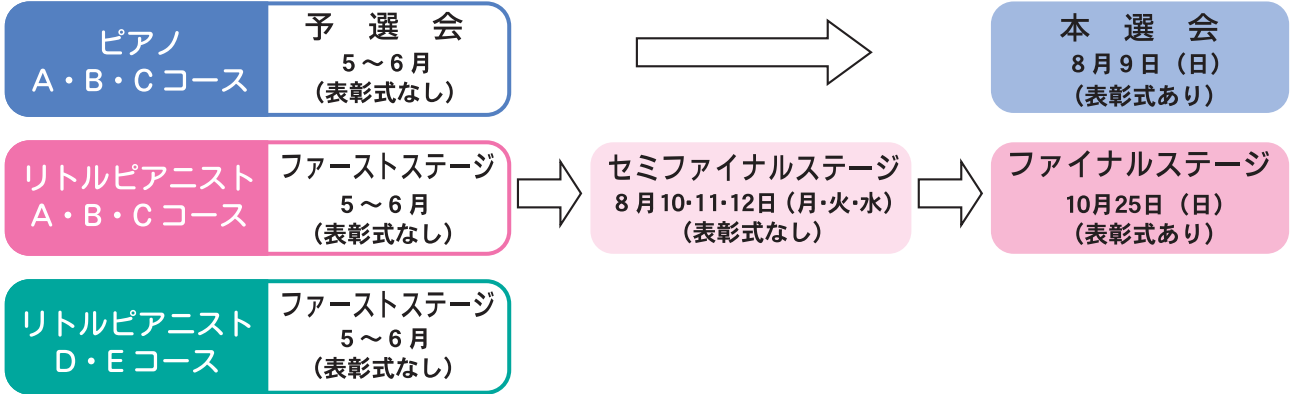 ピアノ
A・B・Cコース
予選会
5～6月
（表彰式なし）
本選会
8月9日（日）
（表彰式あり）
リトルピアニスト
A・B・Cコース
ファーストステージ
5～6月
（表彰式なし）
セミファイナルステージ
8月10・11・12日（月・火・水）
（表彰式なし）
ファイナルステージ
10月25日（日）
（表彰式あり）
リトルピアニスト
D・Eコース
ファーストステージ
5～6月
（表彰式なし）